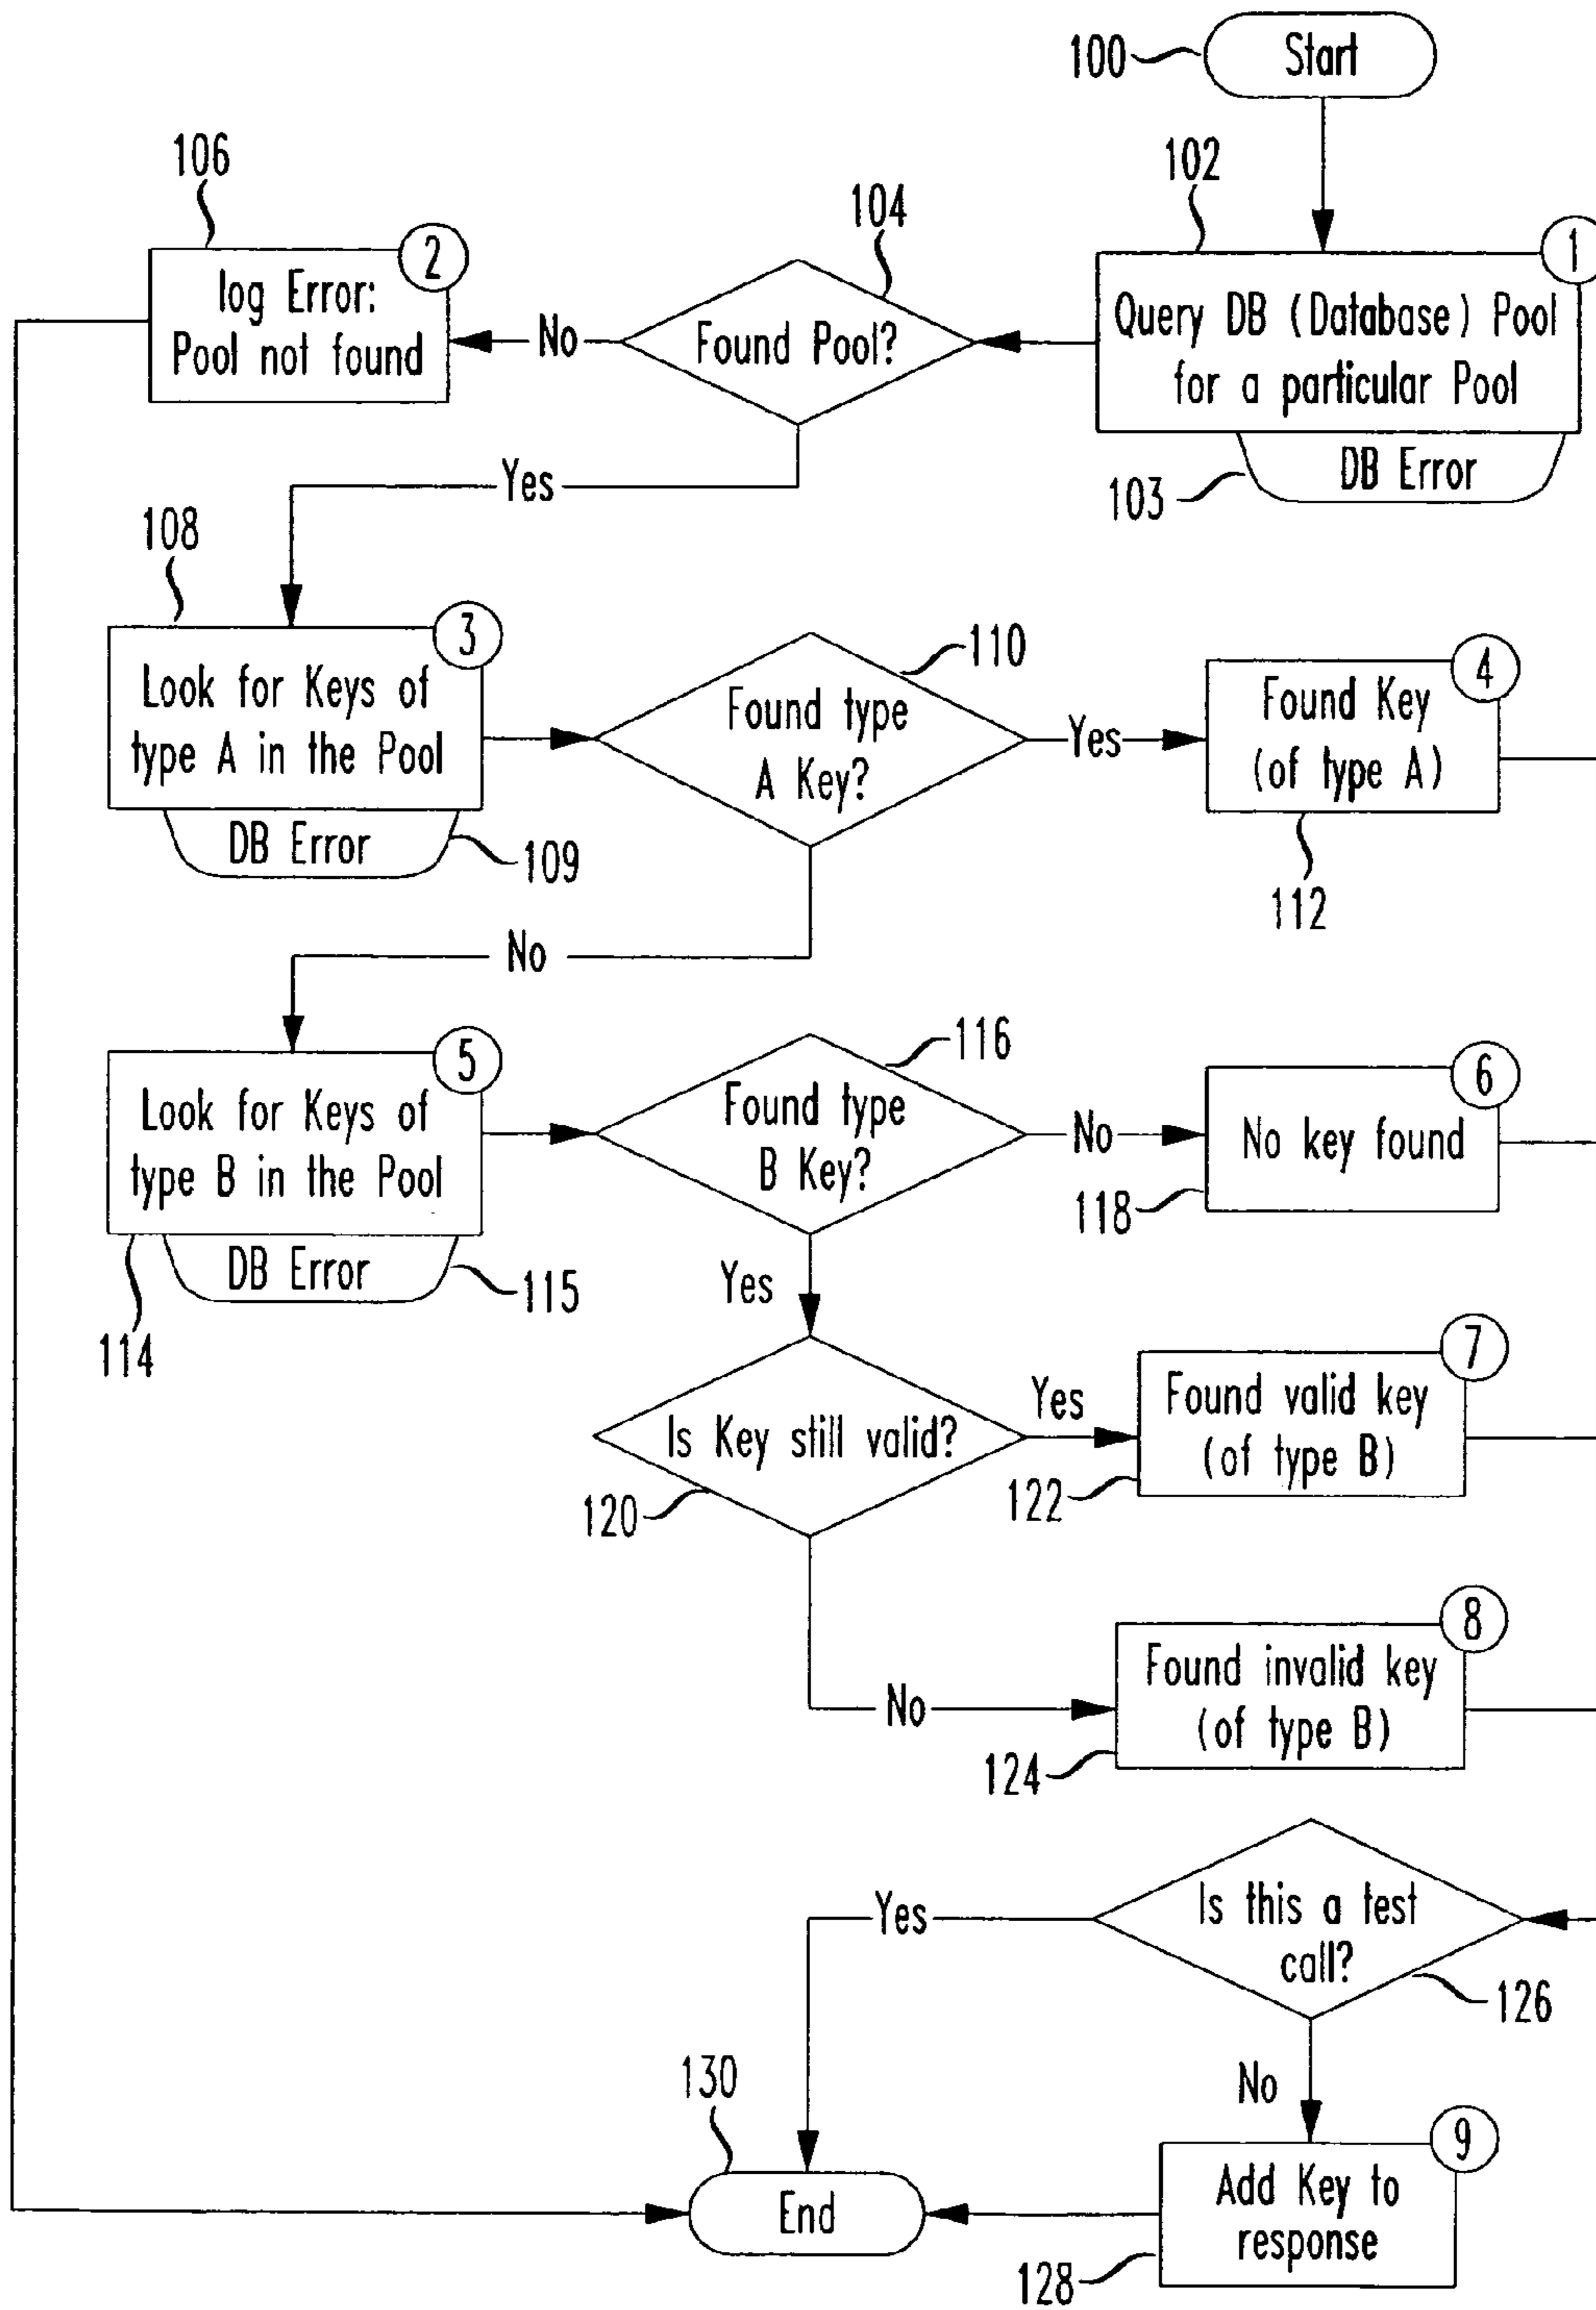 100
Start
102
1
Query DB (Database) Pool
for a particular Pool
DB Error
103
104
Found Pool?
No
106
2
log Error:
Pool not found
Yes
108
3
Look for Keys of
type A in the Pool
DB Error
109
110
Found type
A Key?
Yes
4
Found Key
(of type A)
112
No
5
Look for Keys of
type B in the Pool
DB Error
115
114
116
Found type
B Key?
No
6
No key found
118
Yes
Is Key still valid?
120
Yes
7
Found valid key
(of type B)
122
No
8
Found invalid key
(of type B)
124
Is this a test
call?
126
Yes
No
9
Add Key to
response
128
130
End